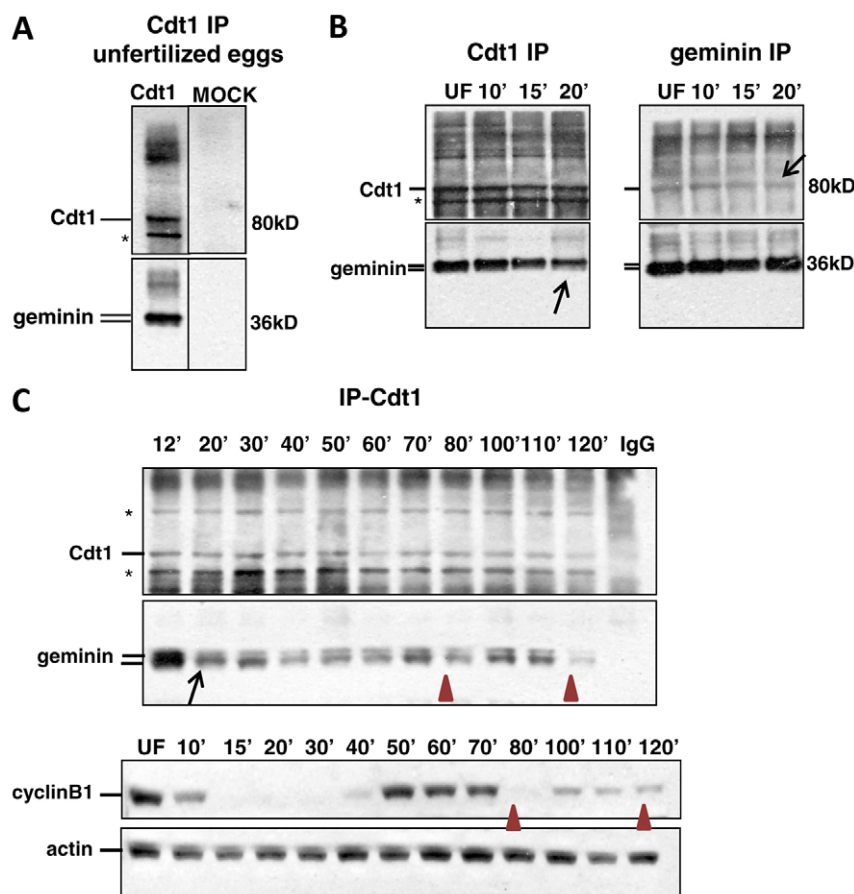 A
Cdt1 IP
unfertilized eggs
Cdt1 MOCK
Cdt1
*
80kD
geminin
36kD
B
Cdt1 IP
geminin IP
UF 10' 15' 20'
UF 10' 15' 20'
Cdt1
*
80kD
geminin
36kD
C
IP-Cdt1
12' 20' 30' 40' 50' 60' 70' 80' 100' 110' 120' IgG
*
Cdt1
*
geminin
UF 10' 15' 20' 30' 40' 50' 60' 70' 80' 100' 110' 120'
cyclinB1
actin